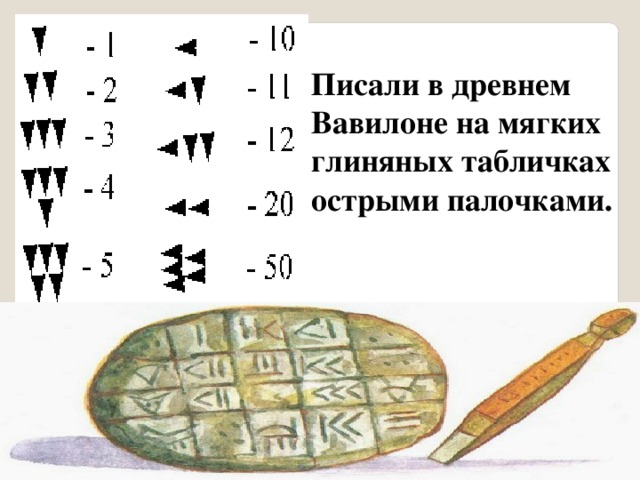 - 1 - 10
- 2 - 11
- 3 - 12
- 4 - 20
- 5 - 50
Писали в древнем
Вавилоне на мягких
глиняных табличках
острыми палочками.